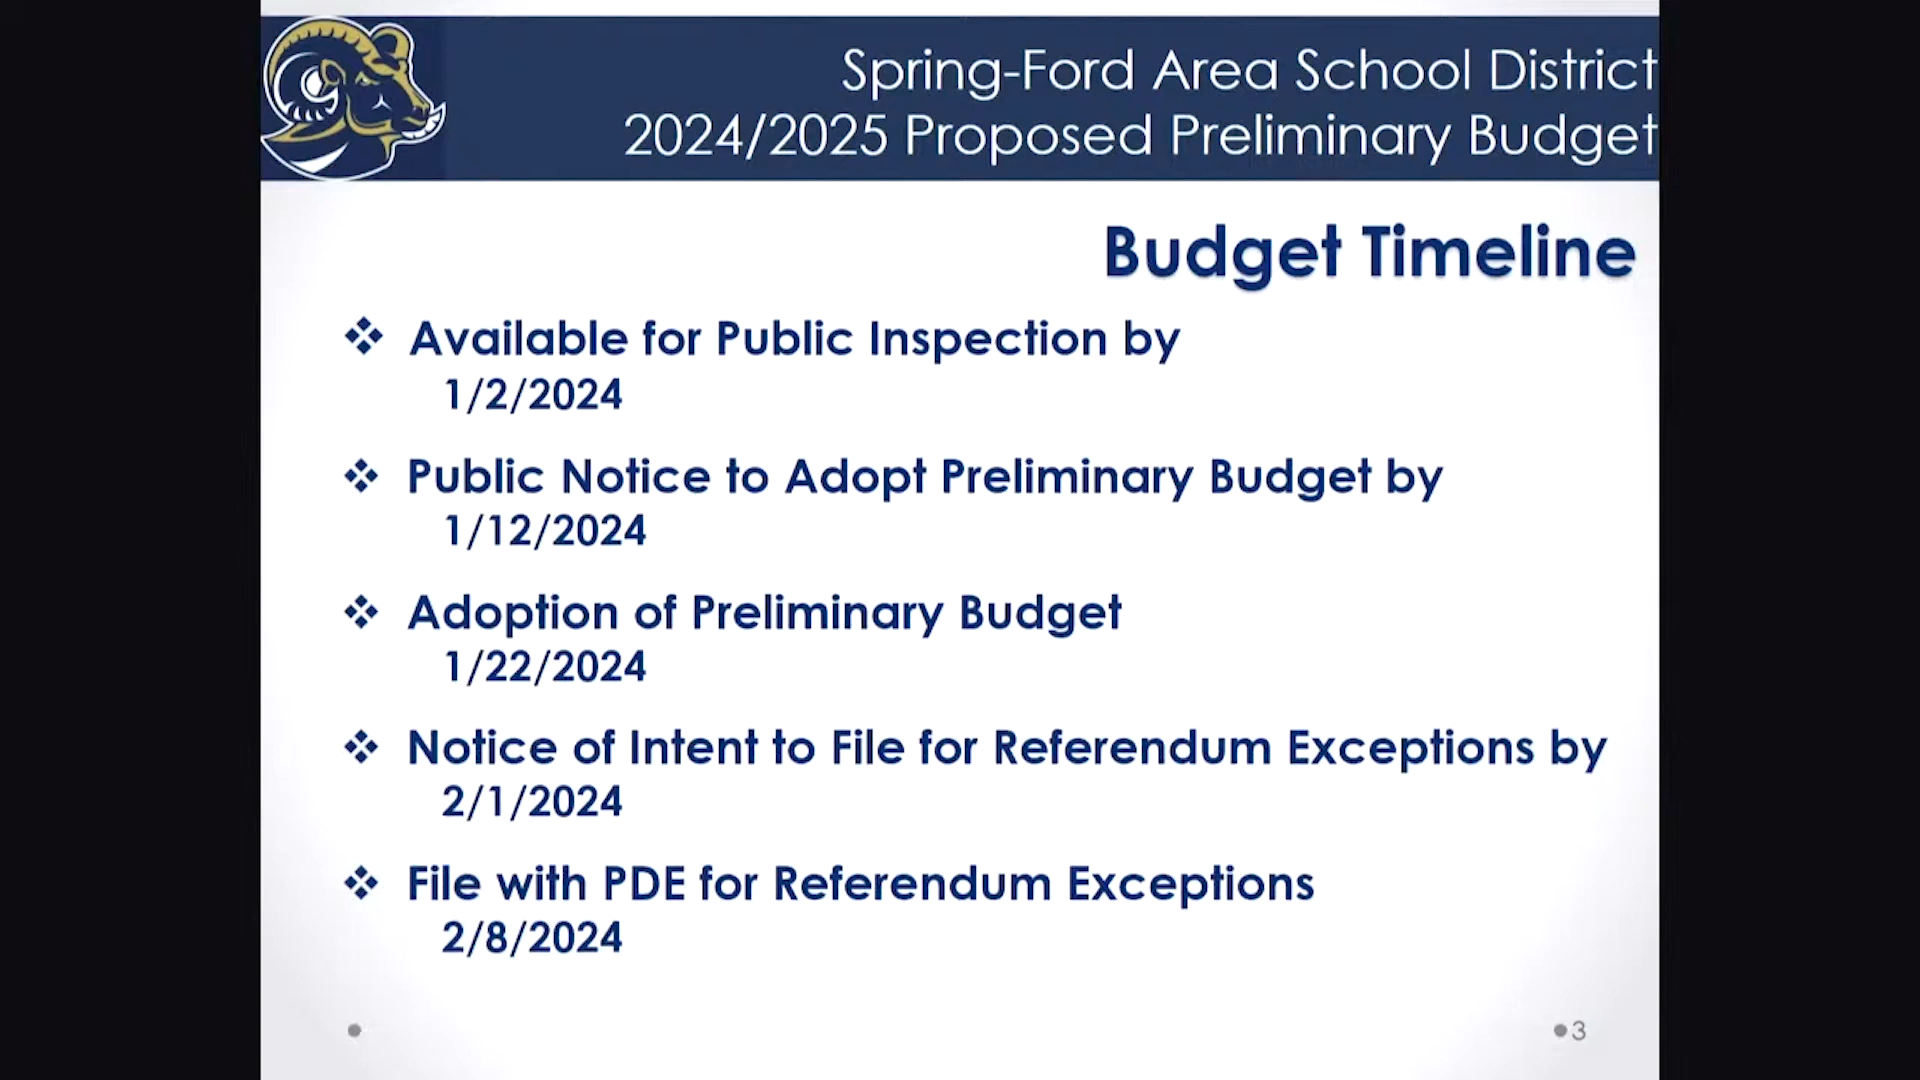 Spring-Ford Area School District
2024/2025 Proposed Preliminary Budget
Budget Timeline
Available for Public Inspection by
1/2/2024
Public Notice to Adopt Preliminary Budget by
1/12/2024
Adoption of Preliminary Budget
1/22/2024
Notice of Intent to File for Referendum Exceptions by
2/1/2024
File with PDE for Referendum Exceptions
2/8/2024
3